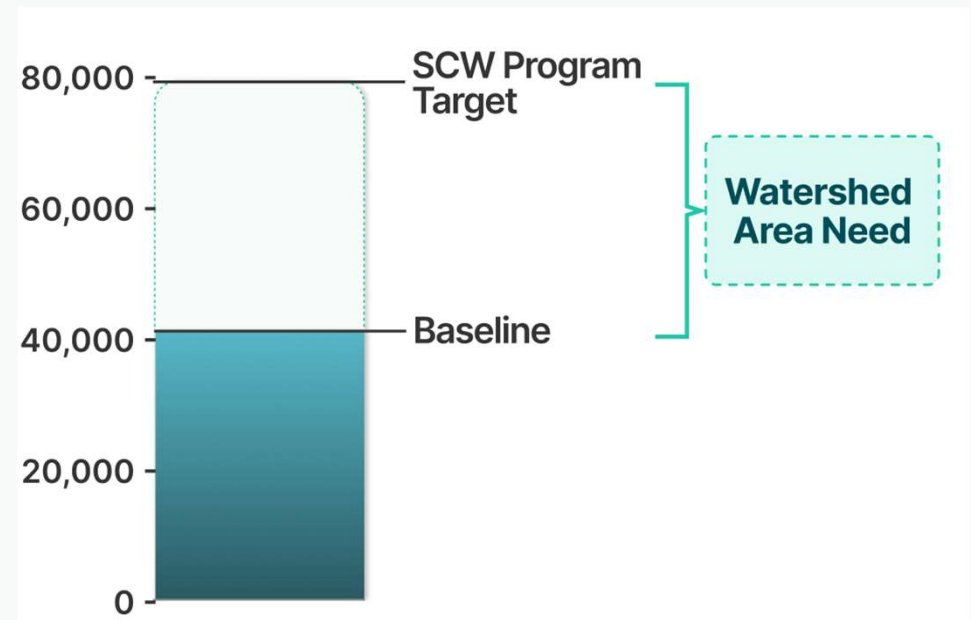 80,000
SCW Program
Target
60,000
Watershed
Area Need
40,000
Baseline
20,000
0